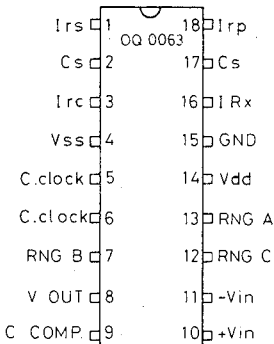 Irs 1 18 Irp
OQ 0063
Cs 2 17 Cs
Irc 3 16 IRx
Vss 4 15 GND
C.clock 5 14 Vdd
C.clock 6 13 RNG A
RNG B 7 12 RNG C
V OUT 8 11 -Vin
C COMP. 9 10 +Vin